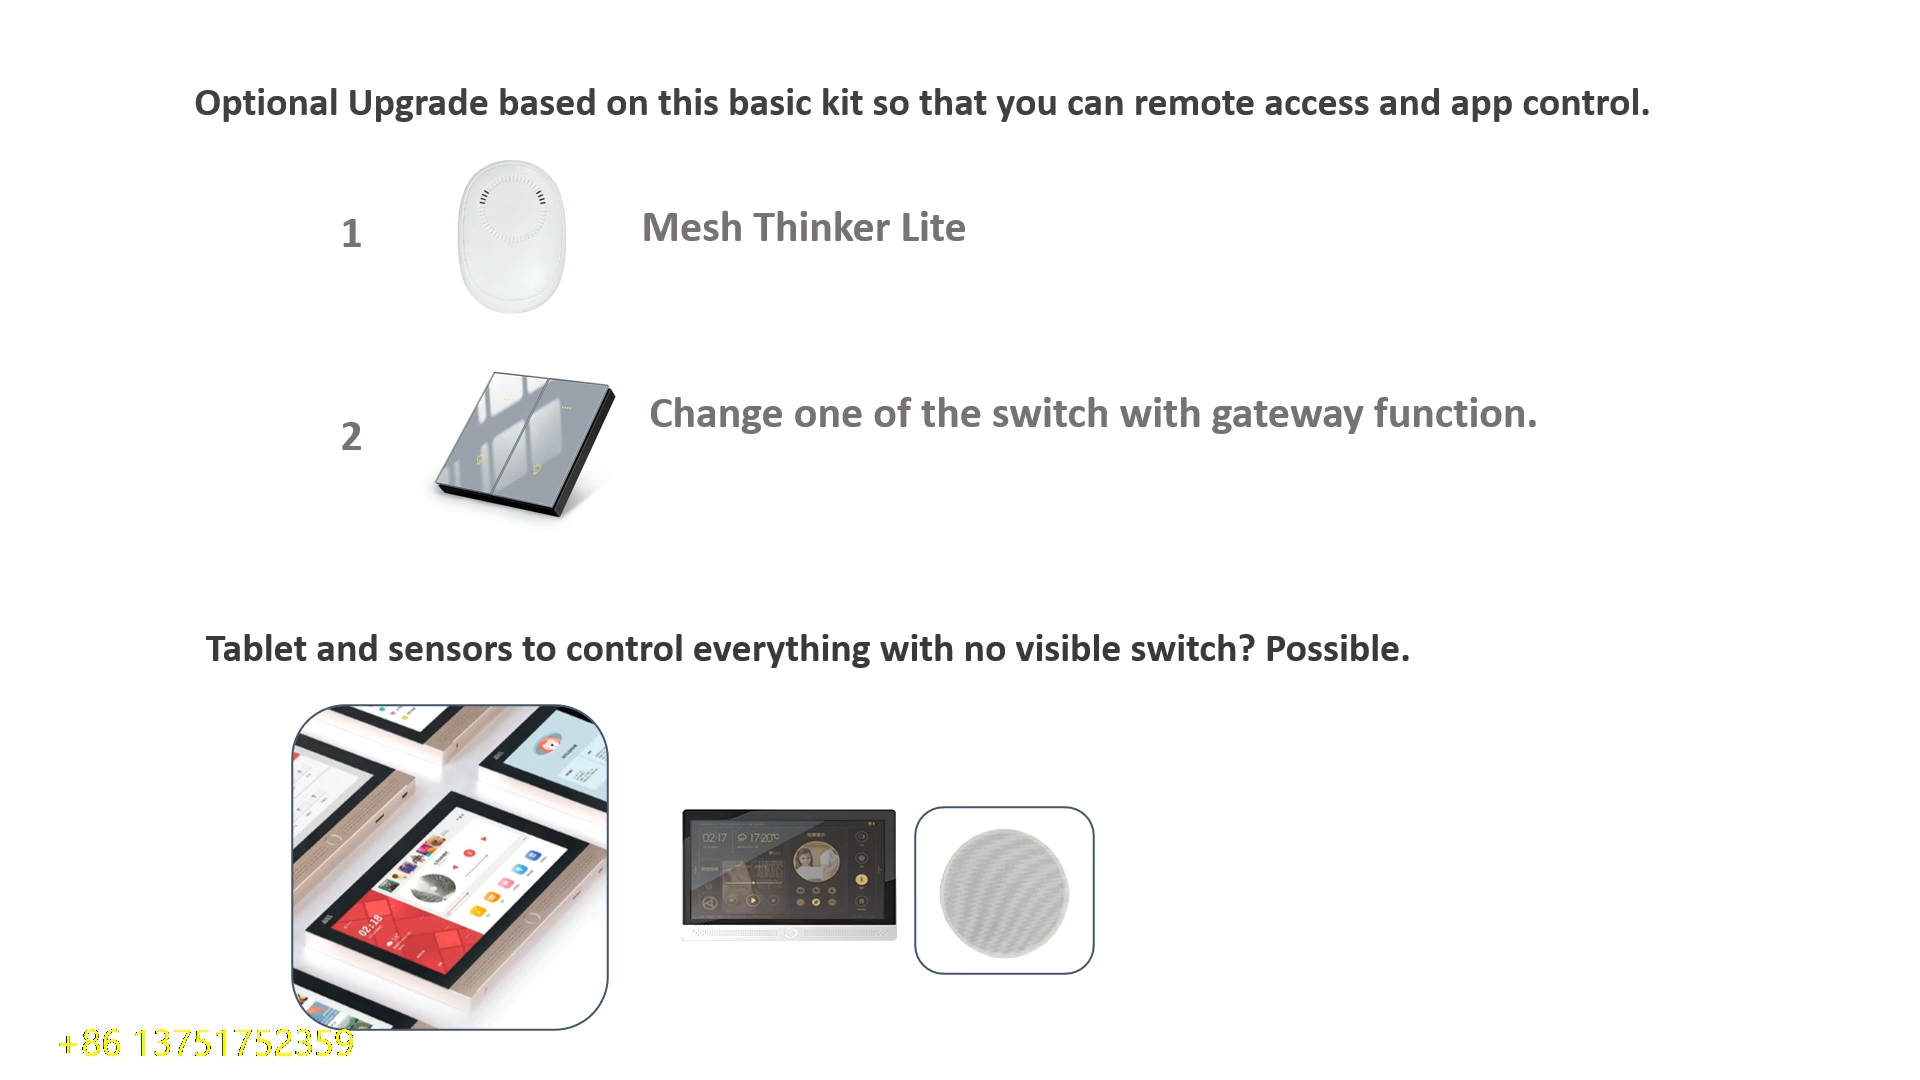 Optional Upgrade based on this basic kit so that you can remote access and app control.
1
Mesh Thinker Lite
2
Change one of the switch with gateway function.
Tablet and sensors to control everything with no visible switch? Possible.
02:17
17-20℃
02:18
+86 13751752359